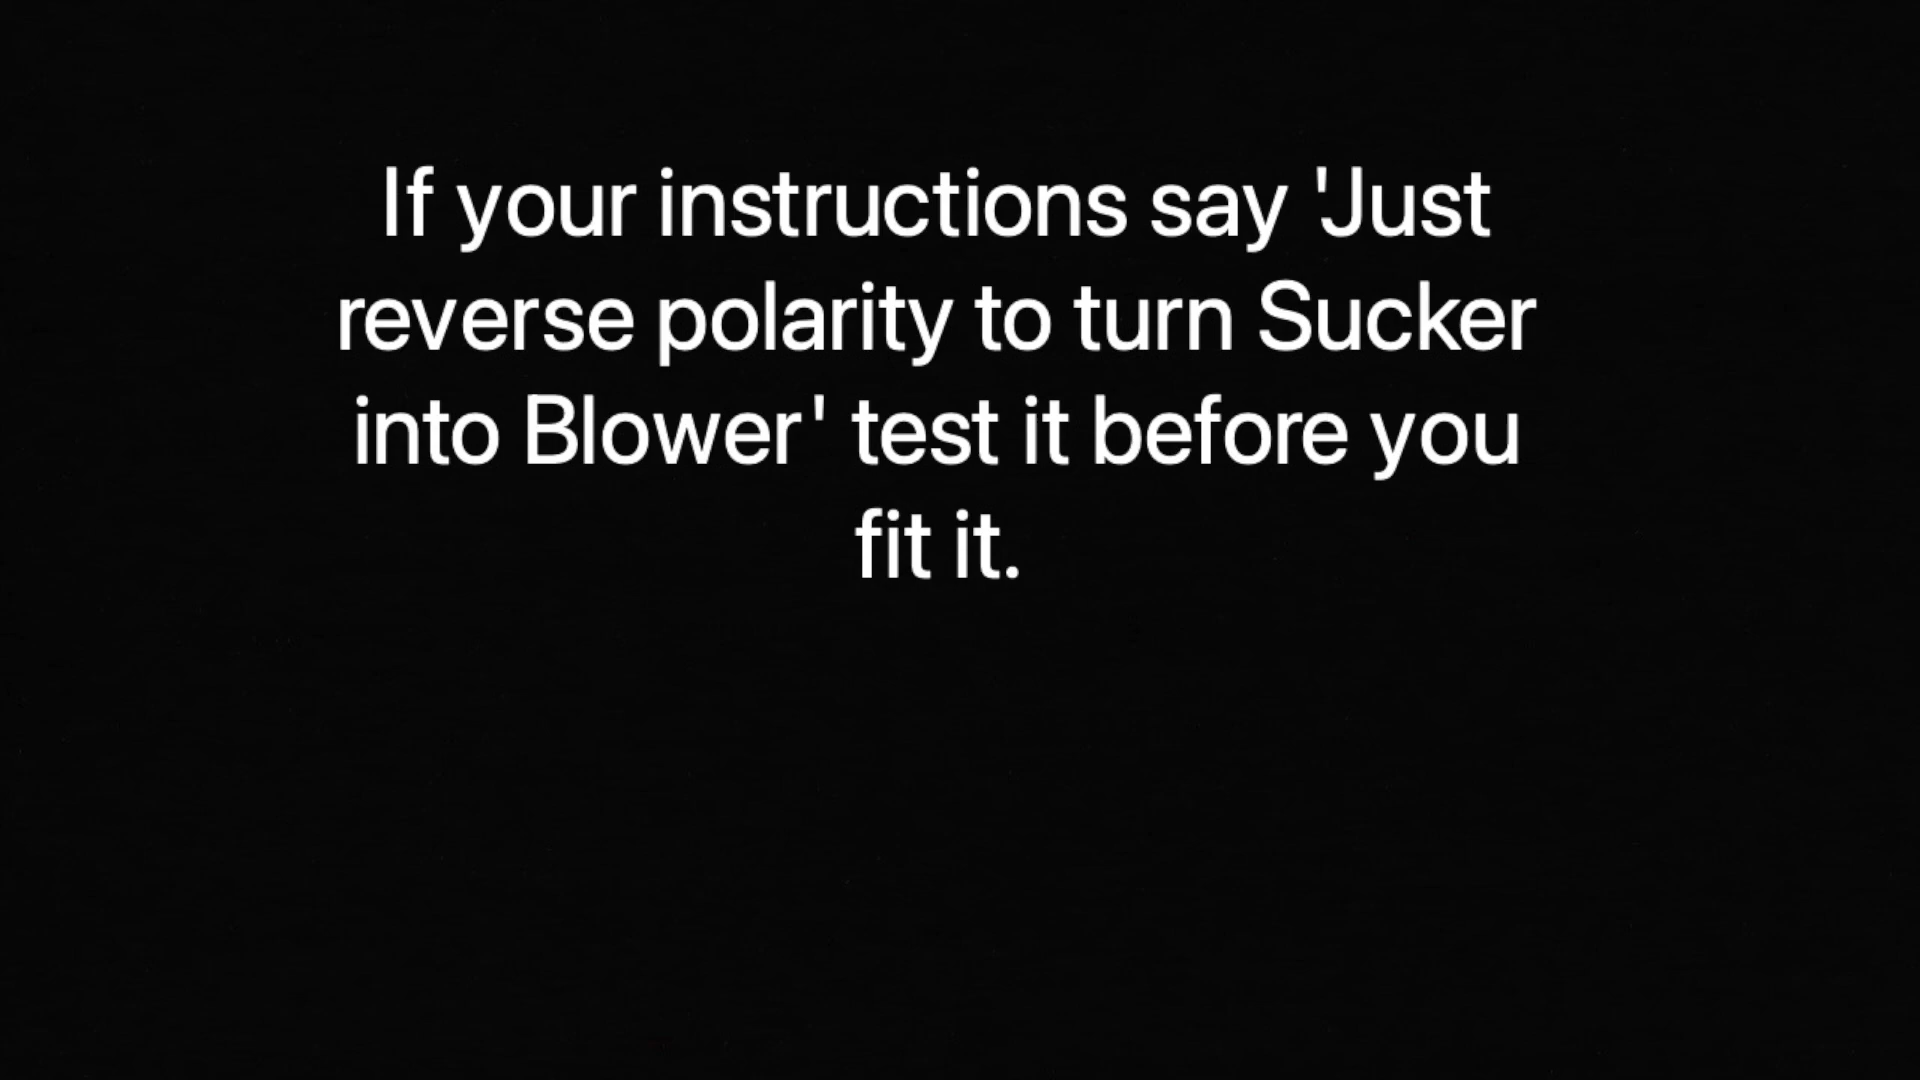 If your instructions say 'Just
reverse polarity to turn Sucker
into Blower' test it before you
fit it.